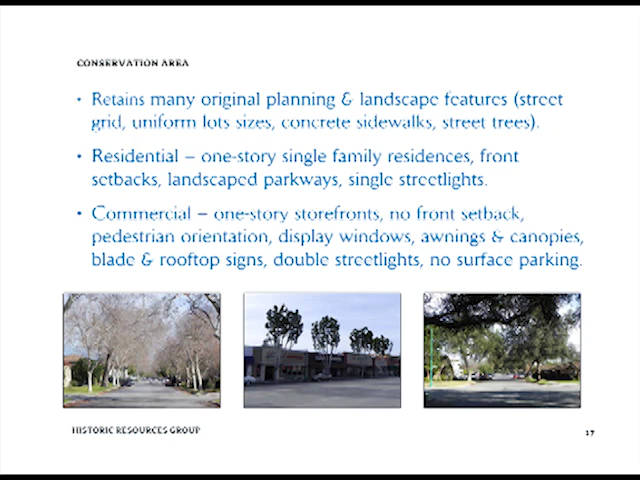 CONSERVATION AREA
• Retains many original planning & landscape features (street
grid, uniform lots sizes, concrete sidewalks, street trees).
• Residential – one-story single family residences, front
setbacks, landscaped parkways, single streetlights.
• Commercial – one-story storefronts, no front setback,
pedestrian orientation, display windows, awnings & canopies,
blade & rooftop signs, double streetlights, no surface parking.
HISTORIC RESOURCES GROUP
17